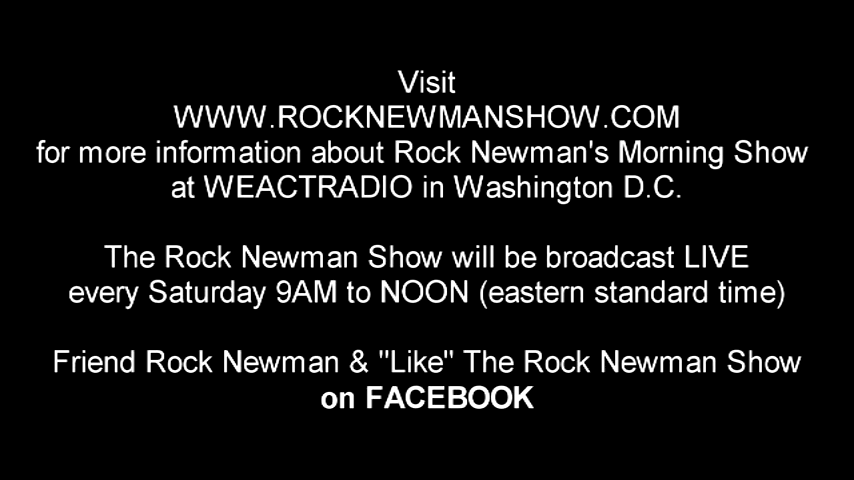 Visit
WWW.ROCKNEWMANSHOW.COM
for more information about Rock Newman's Morning Show
at WEACTRADIO in Washington D.C.
The Rock Newman Show will be broadcast LIVE
every Saturday 9AM to NOON (eastern standard time)
Friend Rock Newman & "Like" The Rock Newman Show
on FACEBOOK